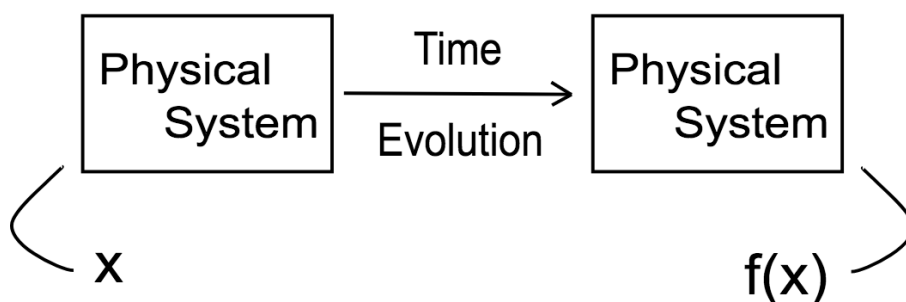 Physical
System
Time
Evolution
Physical
System
x
f(x)